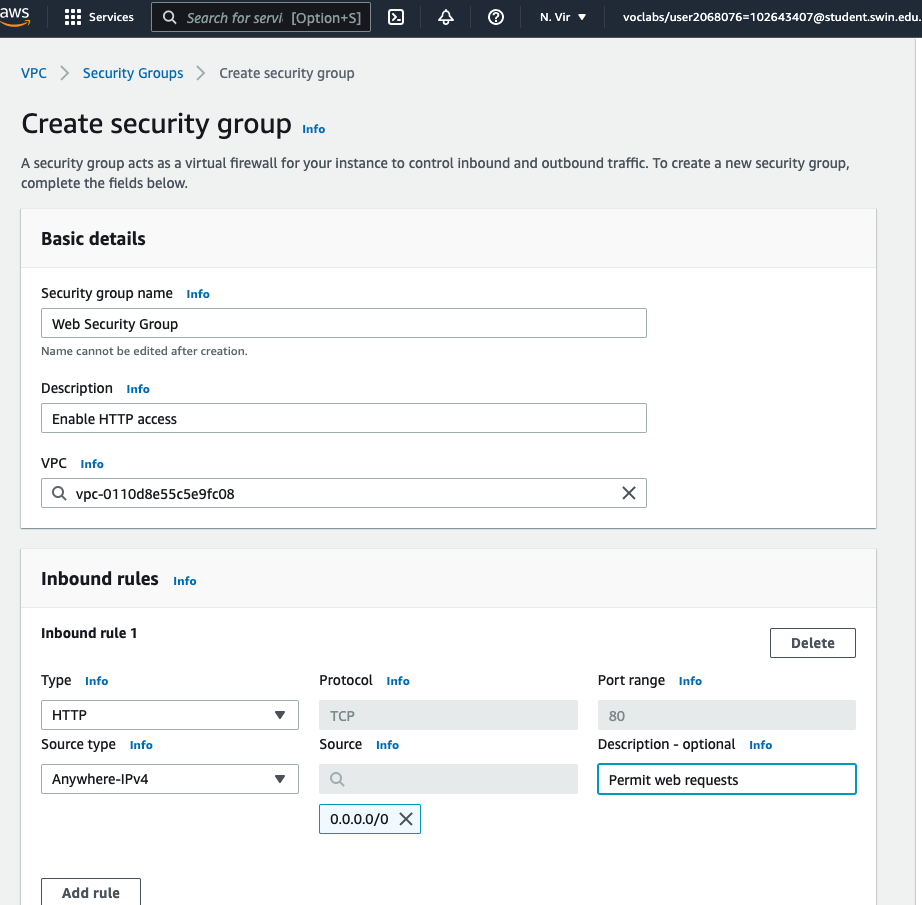 aws
Services
Search for servi [Option+S]
N. Vir
voclabs/user2068076=102643407@student.swin.edu.
VPC
Security Groups
Create security group
Create security group Info
A security group acts as a virtual firewall for your instance to control inbound and outbound traffic. To create a new security group,
complete the fields below.
Basic details
Security group name Info
Web Security Group
Name cannot be edited after creation.
Description Info
Enable HTTP access
VPC Info
vpc-0110d8e55c5e9fc08
Inbound rules Info
Inbound rule 1
Delete
Type Info
Protocol Info
Port range Info
HTTP
TCP
80
Source type Info
Source Info
Description - optional Info
Anywhere-IPv4
Permit web requests
0.0.0.0/0
Add rule